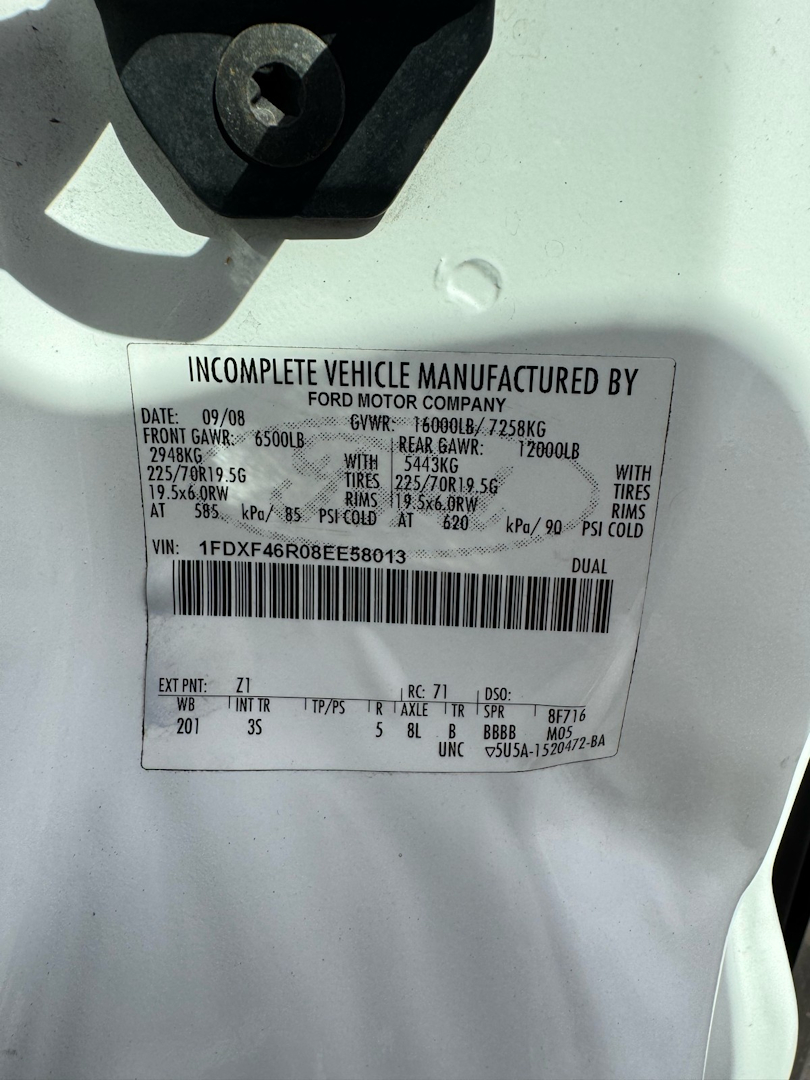 INCOMPLETE VEHICLE MANUFACTURED BY
FORD MOTOR COMPANY
DATE: 09/08 GVWR: 16000LB/ 7258KG
FRONT GAWR: 6500LB REAR GAWR: 12000LB
2948KG WITH 5443KG WITH
225/70R19.5G TIRES 225/70R19.5G TIRES
19.5x6.0RW RIMS 19.5x6.0RW RIMS
AT 585 kPa/ 85 PSI COLD AT 620 kPa/ 90 PSI COLD
VIN: 1FDXF46R08EE58013
DUAL
EXT PNT: Z1 RC: 71 DSO:
WB INT TR TP/PS R AXLE TR SPR 8F716
201 3S 5 8L B BBBB M05
UNC ▽5U5A-1520472-BA